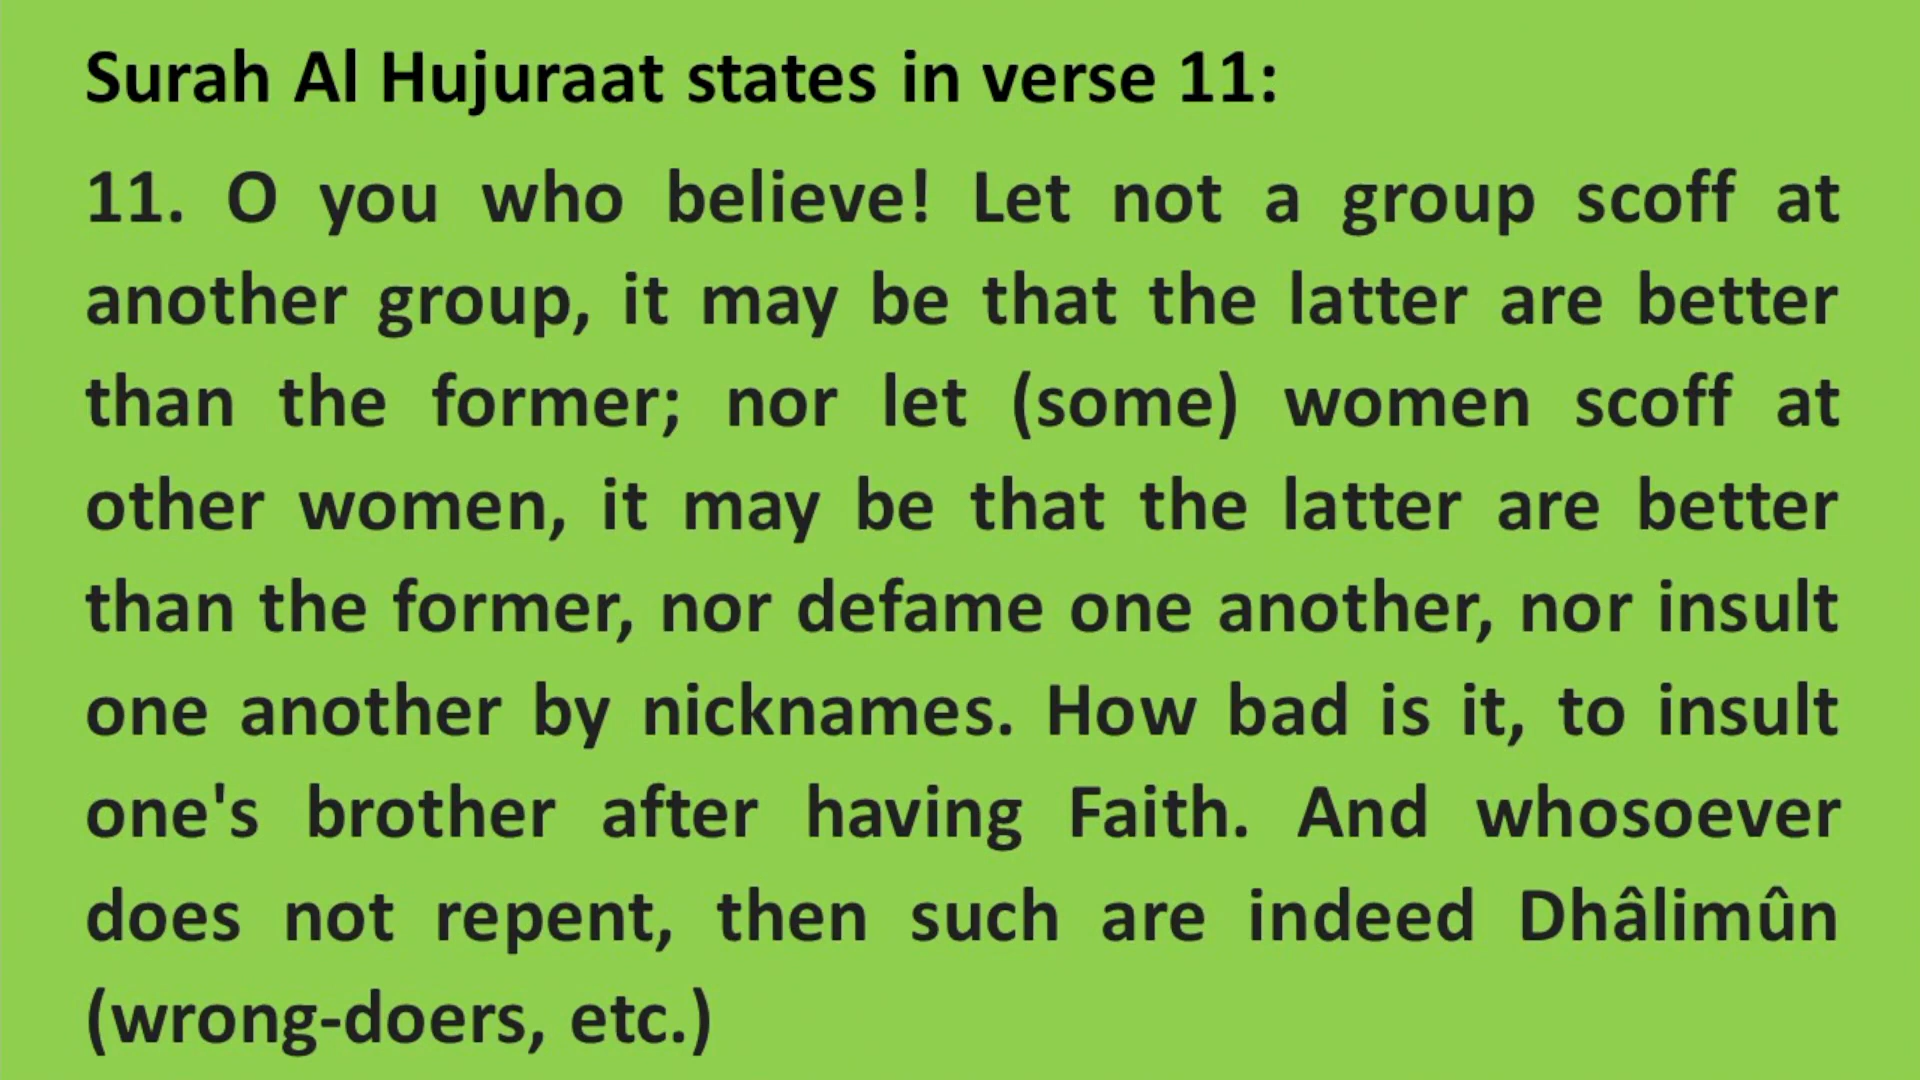 Surah Al Hujuraat states in verse 11:
11. O you who believe! Let not a group scoff at
another group, it may be that the latter are better
than the former; nor let (some) women scoff at
other women, it may be that the latter are better
than the former, nor defame one another, nor insult
one another by nicknames. How bad is it, to insult
one's brother after having Faith. And whosoever
does not repent, then such are indeed Dhâlimûn
(wrong-doers, etc.)